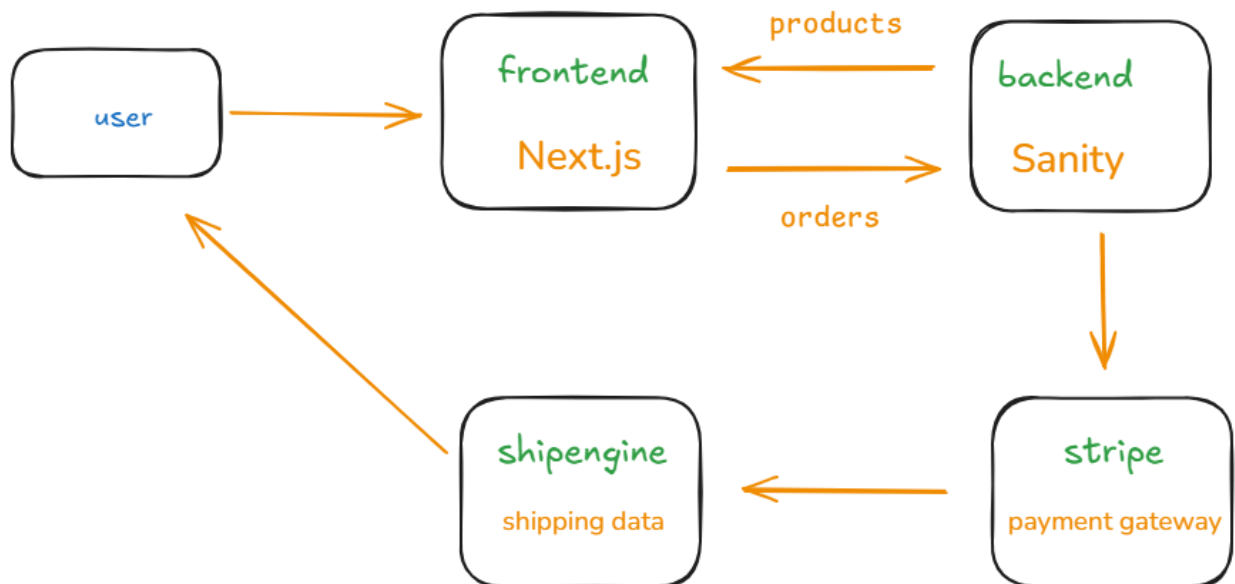 products
frontend
backend
user
Next.js
Sanity
orders
shipengine
stripe
shipping data
payment gateway